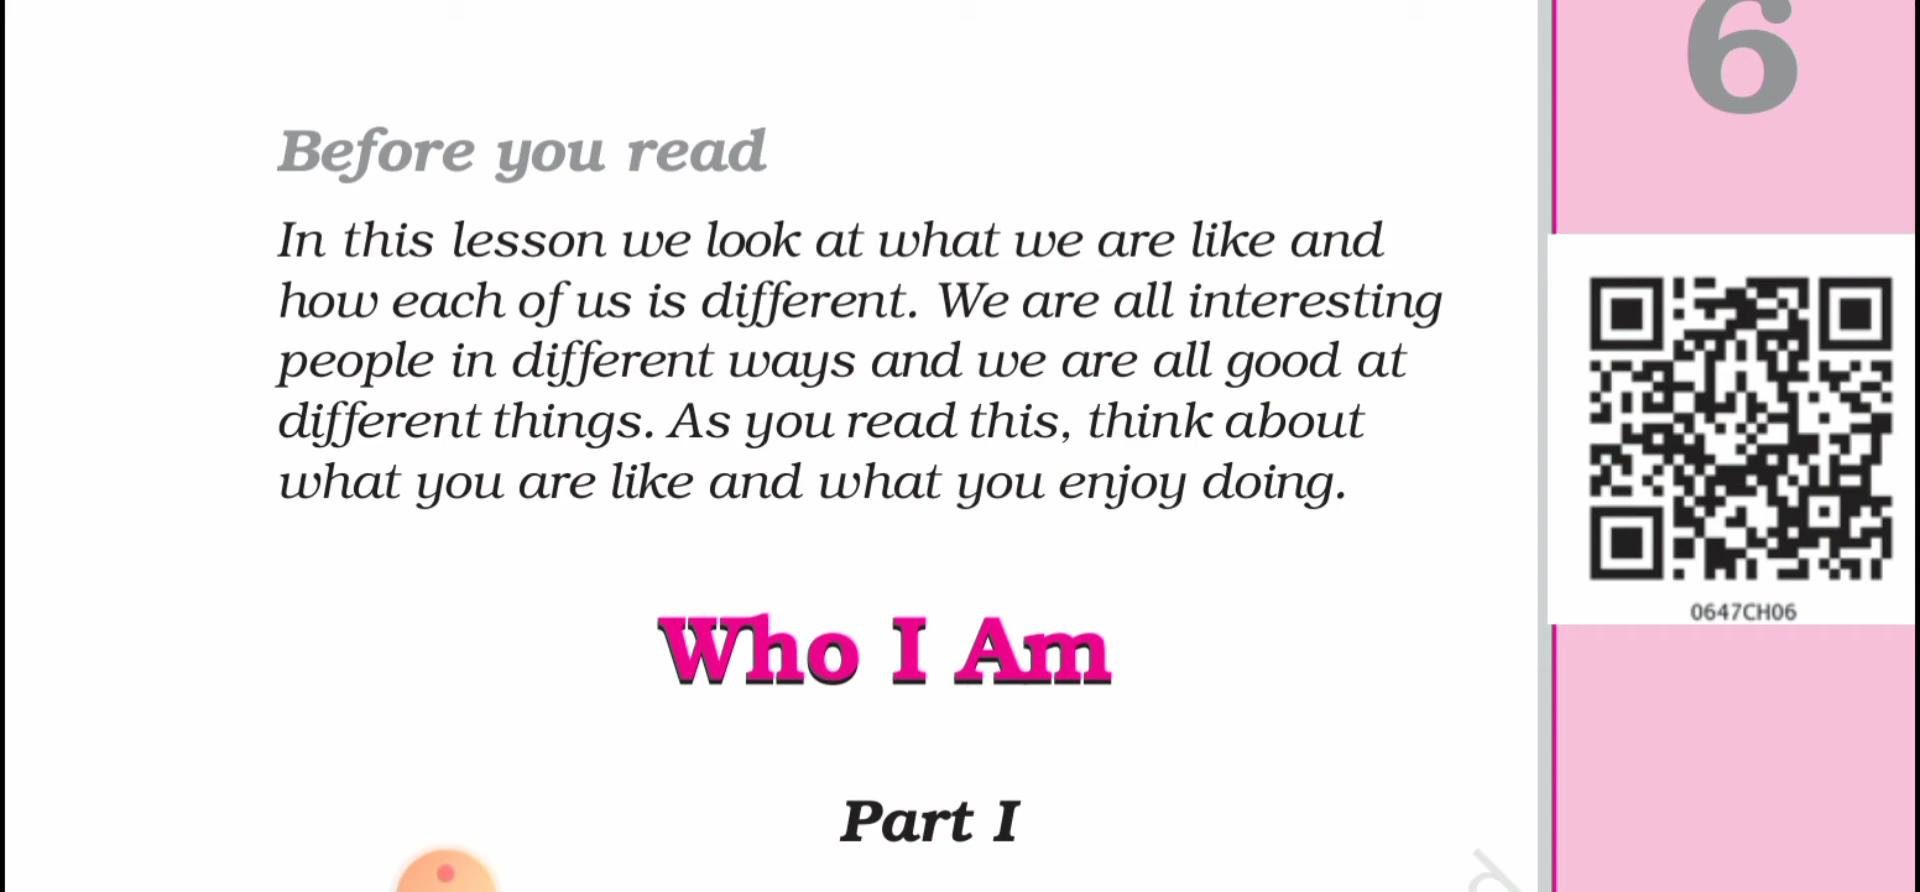 6
Before you read
In this lesson we look at what we are like and
how each of us is different. We are all interesting
people in different ways and we are all good at
different things. As you read this, think about
what you are like and what you enjoy doing.
0647CH06
Who I Am
Part I